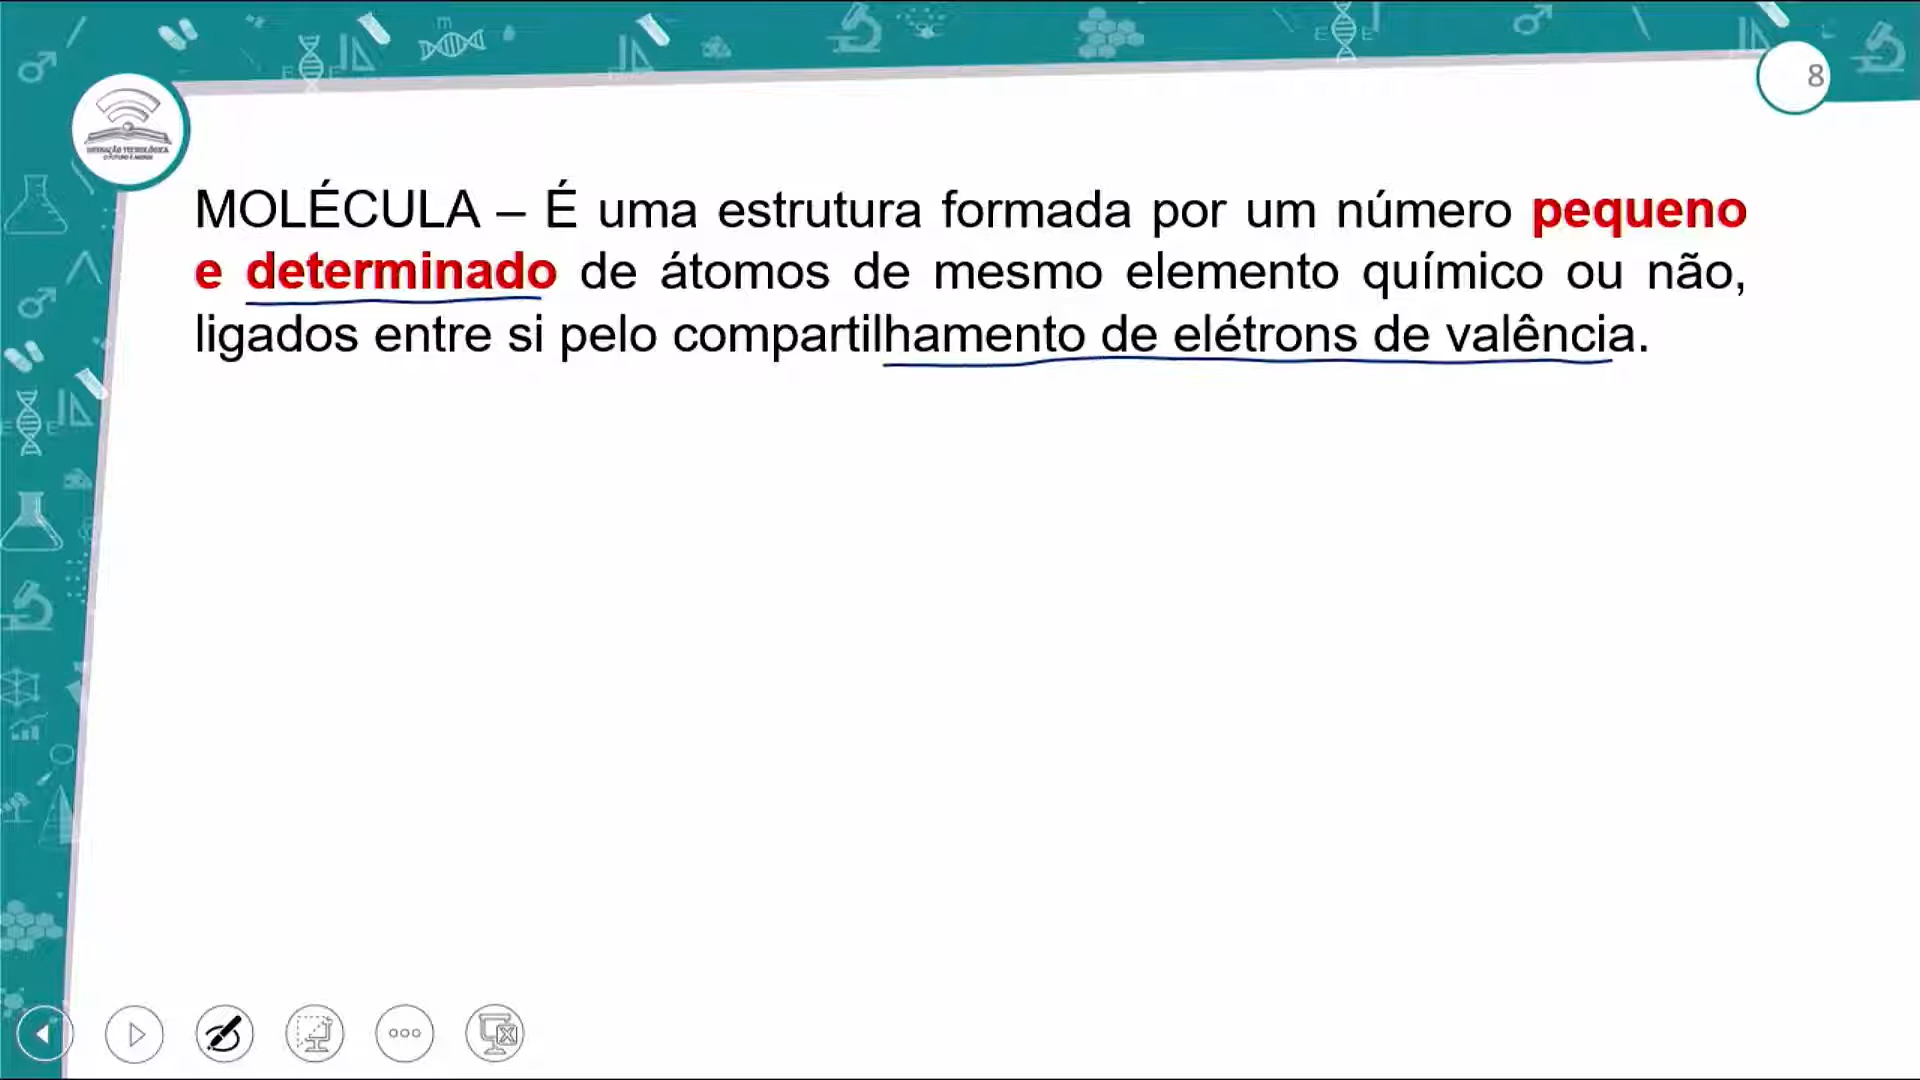 8
MOLÉCULA – É uma estrutura formada por um número pequeno
e determinado de átomos de mesmo elemento químico ou não,
ligados entre si pelo compartilhamento de elétrons de valência.